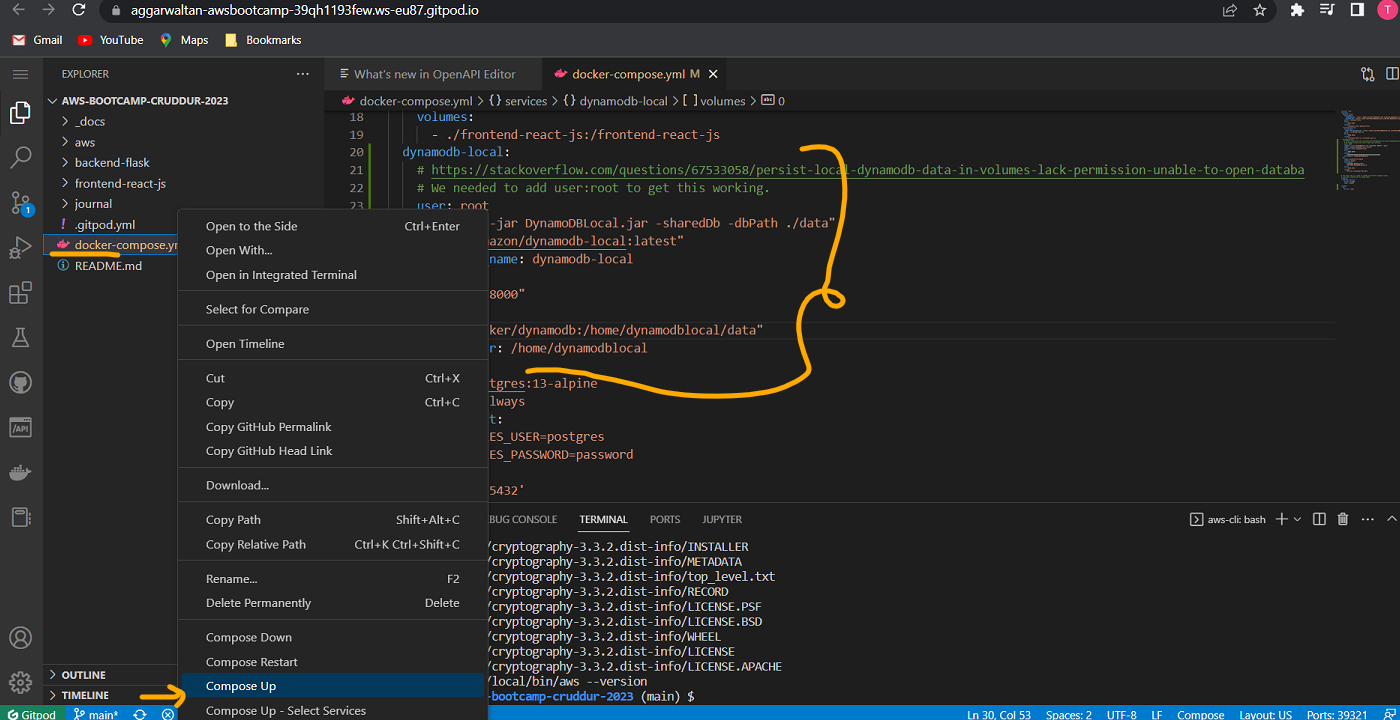 aggarwaltan-awsbootcamp-39qh1193few.ws-eu87.gitpod.io
T
Gmail
YouTube
Maps
Bookmarks
EXPLORER
AWS-BOOTCAMP-CRUDDUR-2023
_docs
aws
backend-flask
frontend-react-js
journal
.gitpod.yml
docker-compose.yn
README.md
OUTLINE
TIMELINE
1
Open to the Side Ctrl+Enter
Open With...
Open in Integrated Terminal
Select for Compare
Open Timeline
Cut Ctrl+X
Copy Ctrl+C
Copy GitHub Permalink
Copy GitHub Head Link
Download...
Copy Path Shift+Alt+C
Copy Relative Path Ctrl+K Ctrl+Shift+C
Rename... F2
Delete Permanently Delete
Compose Down
Compose Restart
Compose Up
Compose Up - Select Services
What's new in OpenAPI Editor
docker-compose.yml M
docker-compose.yml > {} services > {} dynamodb-local > [ ] volumes > abc 0
18 volumes:
19 - ./frontend-react-js:/frontend-react-js
20 dynamodb-local:
21 # https://stackoverflow.com/questions/67533058/persist-local-dynamodb-data-in-volumes-lack-permission-unable-to-open-databa
22 # We needed to add user:root to get this working.
23 user: root
-jar DynamoDBLocal.jar -sharedDb -dbPath ./data"
azon/dynamodb-local:latest"
name: dynamodb-local
8000"
ker/dynamodb:/home/dynamodblocal/data"
r: /home/dynamodblocal
tgres:13-alpine
lways
t:
ES_USER=postgres
ES_PASSWORD=password
5432'
BUG CONSOLE TERMINAL PORTS JUPYTER
aws-cli: bash
/cryptography-3.3.2.dist-info/INSTALLER
/cryptography-3.3.2.dist-info/METADATA
/cryptography-3.3.2.dist-info/top_level.txt
/cryptography-3.3.2.dist-info/RECORD
/cryptography-3.3.2.dist-info/LICENSE.PSF
/cryptography-3.3.2.dist-info/LICENSE.BSD
/cryptography-3.3.2.dist-info/WHEEL
/cryptography-3.3.2.dist-info/LICENSE
/cryptography-3.3.2.dist-info/LICENSE.APACHE
/local/bin/aws --version
-bootcamp-cruddur-2023 (main) $
Gitpod main* Ln 30, Col 53 Spaces: 2 UTF-8 LF Compose Layout: US Ports: 39321